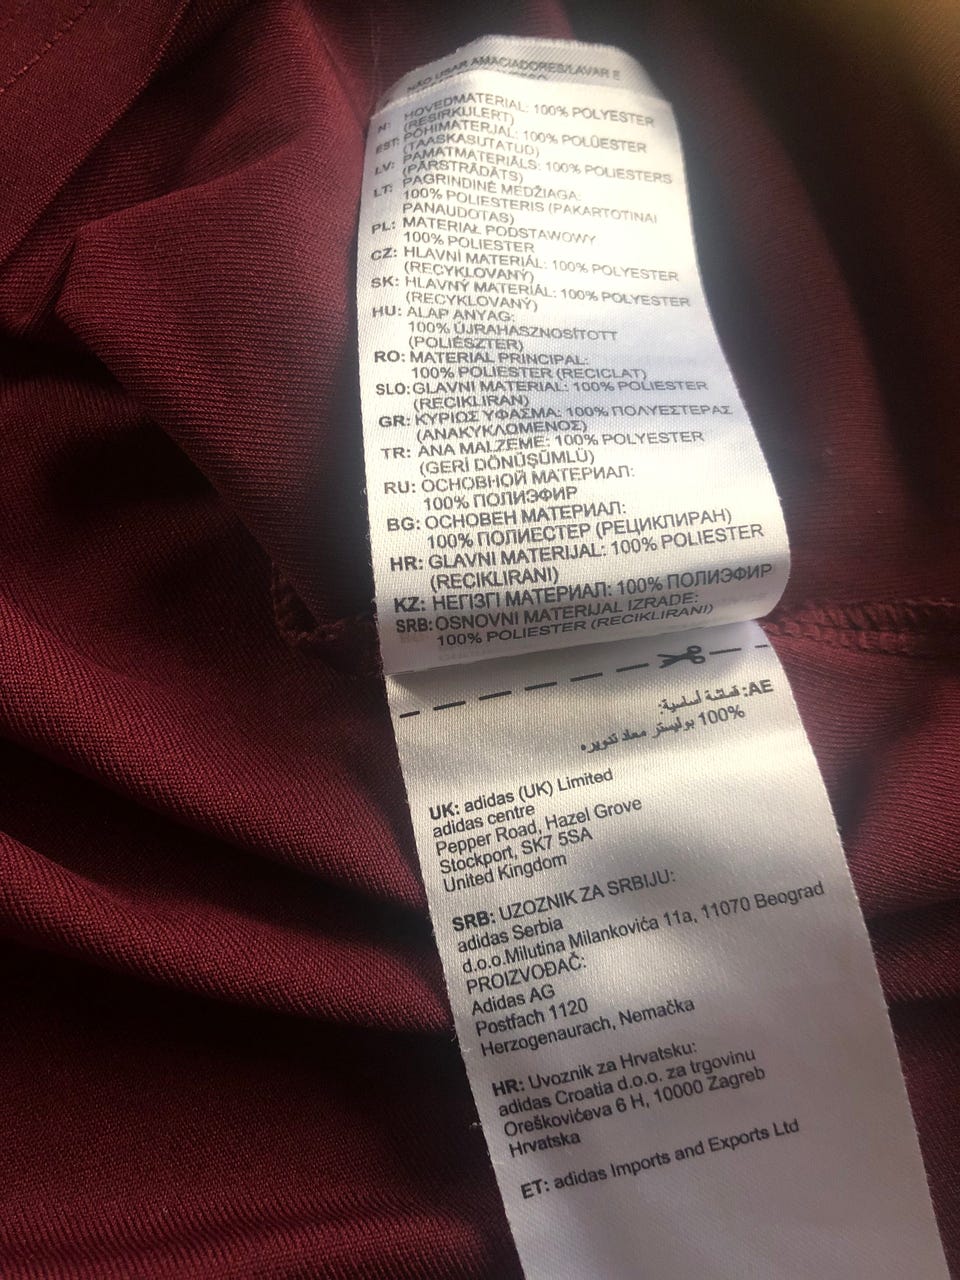 NÃO USAR AMACIADORES/LAVAR E
N: HOVEDMATERIAL: 100% POLYESTER
(RESIRKULERT)
EST: PÕHIMATERJAL: 100% POLÜESTER
(TAASKASUTATUD)
LV: PAMATMATERIĀLS: 100% POLIESTERS
(PĀRSTRĀDĀTS)
LT: PAGRINDINĖ MEDŽIAGA:
100% POLIESTERIS (PAKARTOTINAI
PANAUDOTAS)
PL: MATERIAŁ PODSTAWOWY
100% POLIESTER
CZ: HLAVNÍ MATERIÁL: 100% POLYESTER
(RECYKLOVANÝ)
SK: HLAVNÝ MATERIÁL: 100% POLYESTER
(RECYKLOVANÝ)
HU: ALAP ANYAG:
100% ÚJRAHASZNOSÍTOTT
(POLIÉSZTER)
RO: MATERIAL PRINCIPAL:
100% POLIESTER (RECICLAT)
SLO: GLAVNI MATERIAL: 100% POLIESTER
(RECIKLIRAN)
GR: ΚΥΡΙΟΣ ΥΦΑΣΜΑ: 100% ΠΟΛΥΕΣΤΕΡΑΣ
(ΑΝΑΚΥΚΛΩΜΕΝΟΣ)
TR: ANA MALZEME: 100% POLYESTER
(GERİ DÖNÜŞÜMLÜ)
RU: ОСНОВНОЙ МАТЕРИАЛ:
100% ПОЛИЭФИР
BG: ОСНОВЕН МАТЕРИАЛ:
100% ПОЛИЕСТЕР (РЕЦИКЛИРАН)
HR: GLAVNI MATERIJAL: 100% POLIESTER
(RECIKLIRANI)
KZ: НЕГІЗГІ МАТЕРИАЛ: 100% ПОЛИЭФИР
SRB: OSNOVNI MATERIJAL IZRADE:
100% POLIESTER (RECIKLIRANI)
AE: قماشة أساسية:
100% بوليستر معاد تدويره
UK: adidas (UK) Limited
adidas centre
Pepper Road, Hazel Grove
Stockport, SK7 5SA
United Kingdom
SRB: UZOZNIK ZA SRBIJU:
adidas Serbia
d.o.o.Milutina Milankovića 11a, 11070 Beograd
PROIZVOĐAČ:
Adidas AG
Postfach 1120
Herzogenaurach, Nemačka
HR: Uvoznik za Hrvatsku:
adidas Croatia d.o.o. za trgovinu
Oreškovićeva 6 H, 10000 Zagreb
Hrvatska
ET: adidas Imports and Exports Ltd